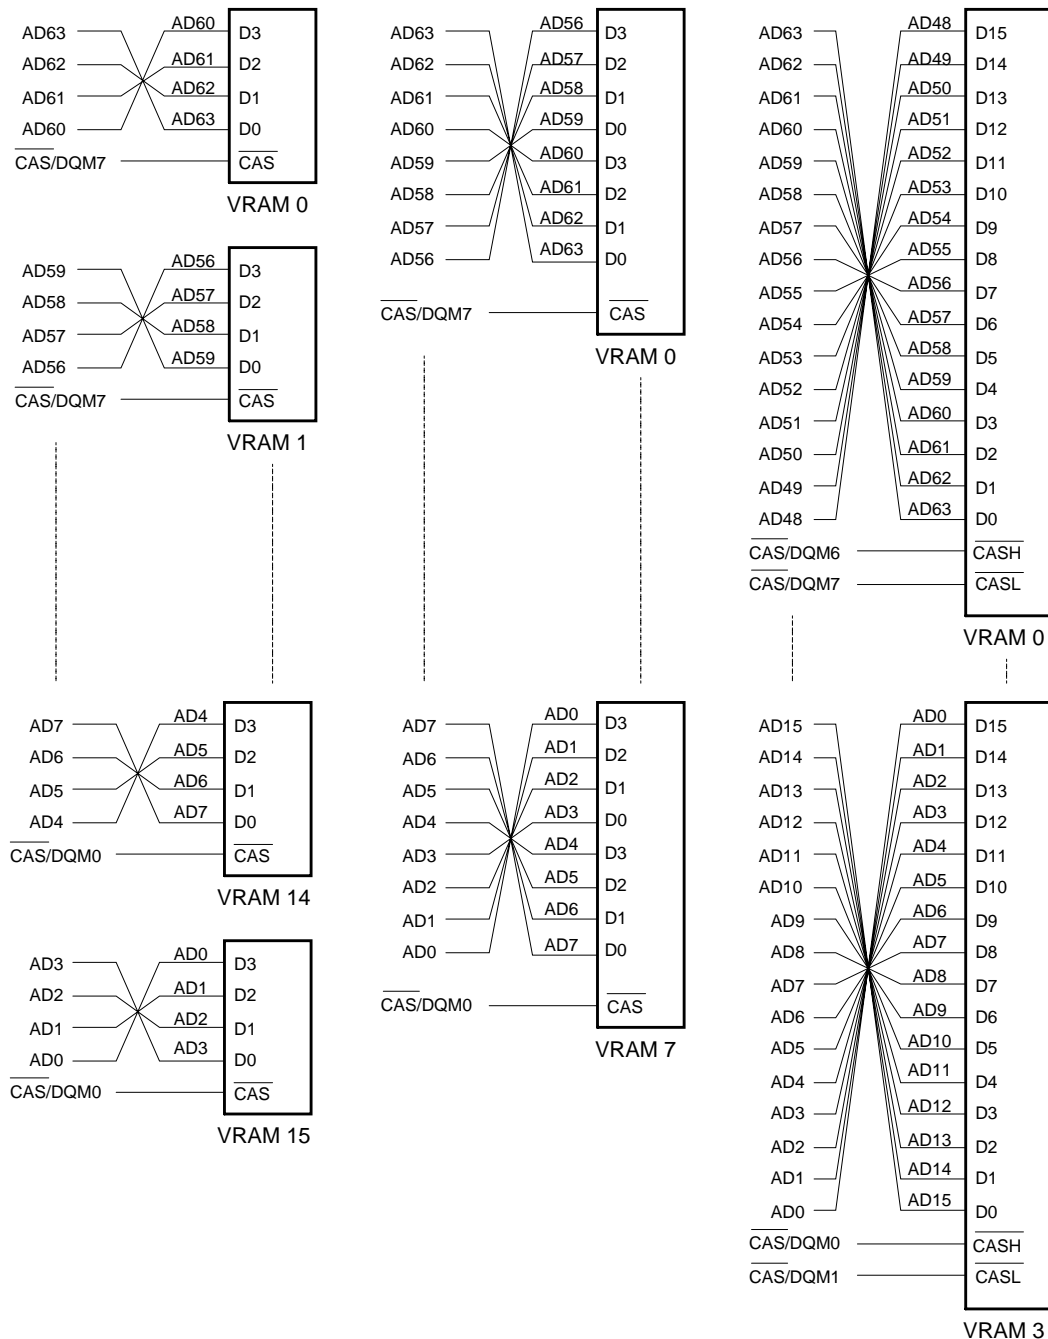 AD63 AD60 D3
AD62 AD61 D2
AD61 AD62 D1
AD60 AD63 D0
CAS/DQM7 CAS
VRAM 0
AD59 AD56 D3
AD58 AD57 D2
AD57 AD58 D1
AD56 AD59 D0
CAS/DQM7 CAS
VRAM 1
AD7 AD4 D3
AD6 AD5 D2
AD5 AD6 D1
AD4 AD7 D0
CAS/DQM0 CAS
VRAM 14
AD3 AD0 D3
AD2 AD1 D2
AD1 AD2 D1
AD0 AD3 D0
CAS/DQM0 CAS
VRAM 15
AD63 AD56 D3
AD62 AD57 D2
AD61 AD58 D1
AD60 AD59 D0
AD59 AD60 D3
AD58 AD61 D2
AD57 AD62 D1
AD56 AD63 D0
CAS/DQM7 CAS
VRAM 0
AD7 AD0 D3
AD6 AD1 D2
AD5 AD2 D1
AD4 AD3 D0
AD3 AD4 D3
AD2 AD5 D2
AD1 AD6 D1
AD0 AD7 D0
CAS/DQM0 CAS
VRAM 7
AD63 AD48 D15
AD62 AD49 D14
AD61 AD50 D13
AD60 AD51 D12
AD59 AD52 D11
AD58 AD53 D10
AD57 AD54 D9
AD56 AD55 D8
AD55 AD56 D7
AD54 AD57 D6
AD53 AD58 D5
AD52 AD59 D4
AD51 AD60 D3
AD50 AD61 D2
AD49 AD62 D1
AD48 AD63 D0
CAS/DQM6 CASH
CAS/DQM7 CASL
VRAM 0
AD15 AD0 D15
AD14 AD1 D14
AD13 AD2 D13
AD12 AD3 D12
AD11 AD4 D11
AD10 AD5 D10
AD9 AD6 D9
AD8 AD7 D8
AD7 AD8 D7
AD6 AD9 D6
AD5 AD10 D5
AD4 AD11 D4
AD3 AD12 D3
AD2 AD13 D2
AD1 AD14 D1
AD0 AD15 D0
CAS/DQM0 CASH
CAS/DQM1 CASL
VRAM 3